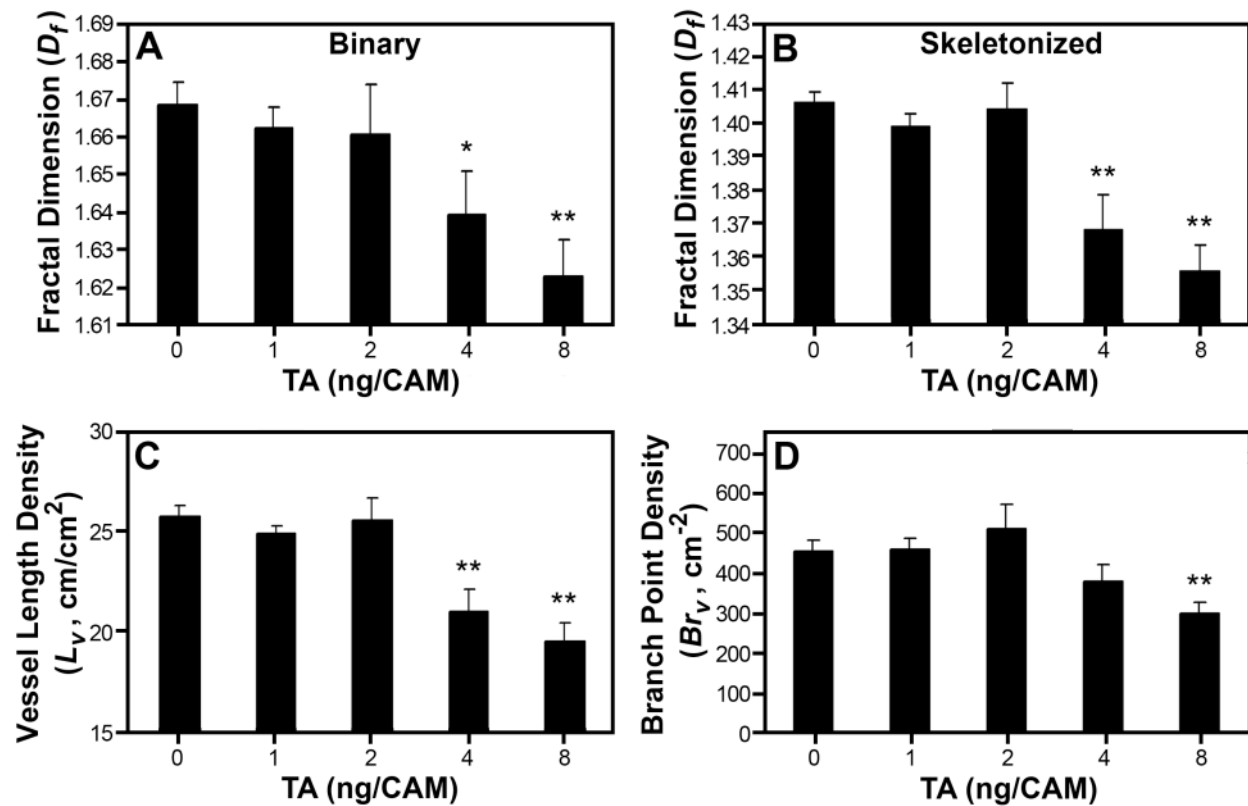 A
Binary
Fractal Dimension (Df)
1.69
1.68
1.67
1.66
1.65
1.64
1.63
1.62
1.61
*
**
0 1 2 4 8
TA (ng/CAM)
B
Skeletonized
Fractal Dimension (Df)
1.43
1.42
1.41
1.40
1.39
1.38
1.37
1.36
1.35
1.34
**
**
0 1 2 4 8
TA (ng/CAM)
C
Vessel Length Density
(Lv, cm/cm2)
30
25
20
15
**
**
0 1 2 4 8
TA (ng/CAM)
D
Branch Point Density
(Brv, cm-2)
700
600
500
400
300
200
100
0
**
0 1 2 4 8
TA (ng/CAM)